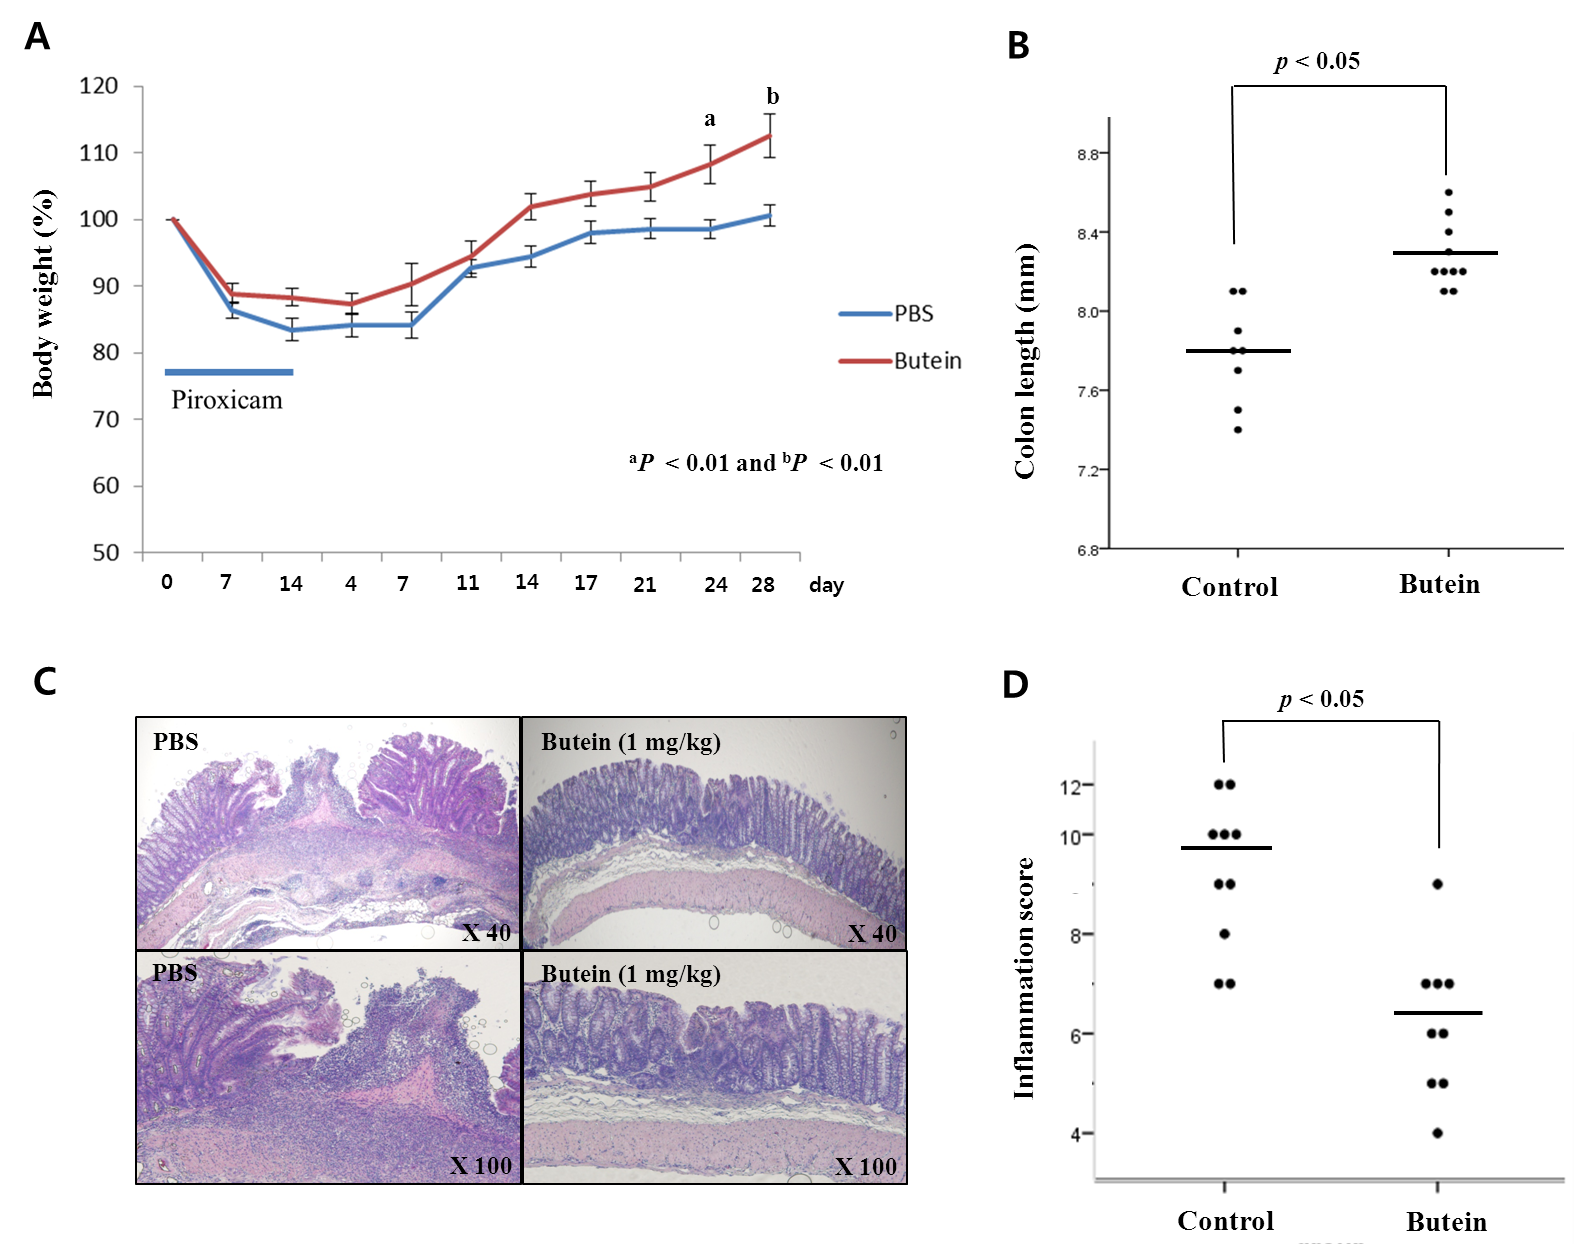 A
120
110
100
90
80
70
60
50
Body weight (%)
a
b
PBS
Butein
Piroxicam
aP < 0.01 and bP < 0.01
0 7 14 4 7 11 14 17 21 24 28 day
B
p < 0.05
8.8
8.4
8.0
7.6
7.2
6.8
Colon length (mm)
Control Butein
C
PBS
X 40
Butein (1 mg/kg)
X 40
PBS
X 100
Butein (1 mg/kg)
X 100
D
p < 0.05
12
10
8
6
4
Inflammation score
Control Butein